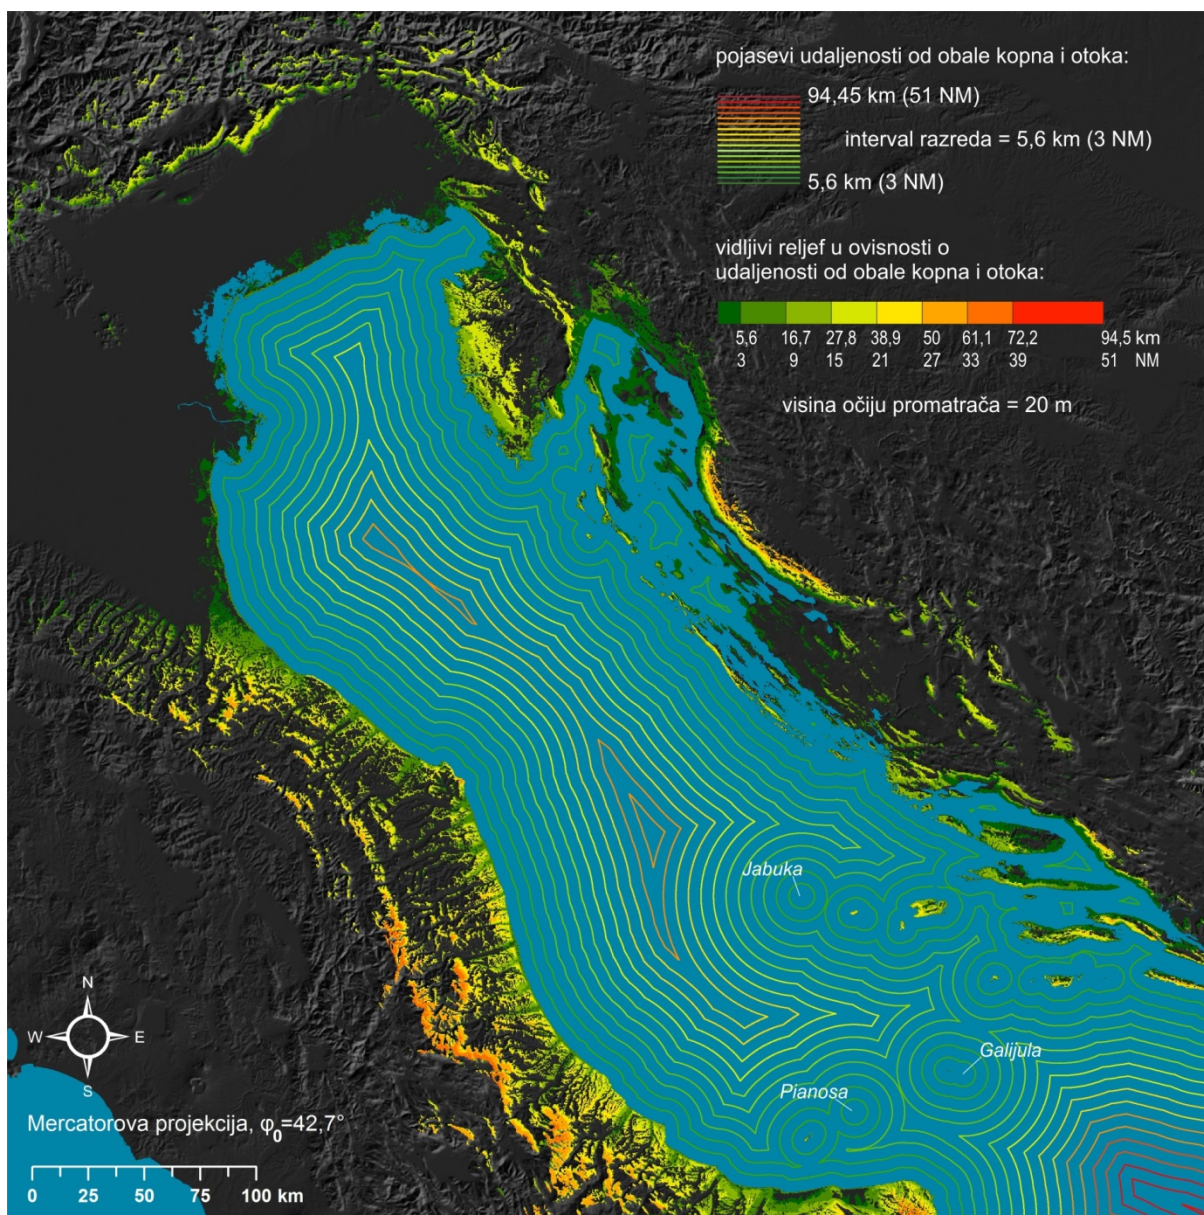 pojasevi udaljenosti od obale kopna i otoka:
94,45 km (51 NM)
interval razreda = 5,6 km (3 NM)
5,6 km (3 NM)
vidljivi reljef u ovisnosti o
udaljenosti od obale kopna i otoka:
5,6 16,7 27,8 38,9 50 61,1 72,2 94,5 km
3 9 15 21 27 33 39 51 NM
visina očiju promatrača = 20 m
Jabuka
Galijula
Pianosa
N
W E
S
Mercatorova projekcija, φ₀=42,7°
0 25 50 75 100 km